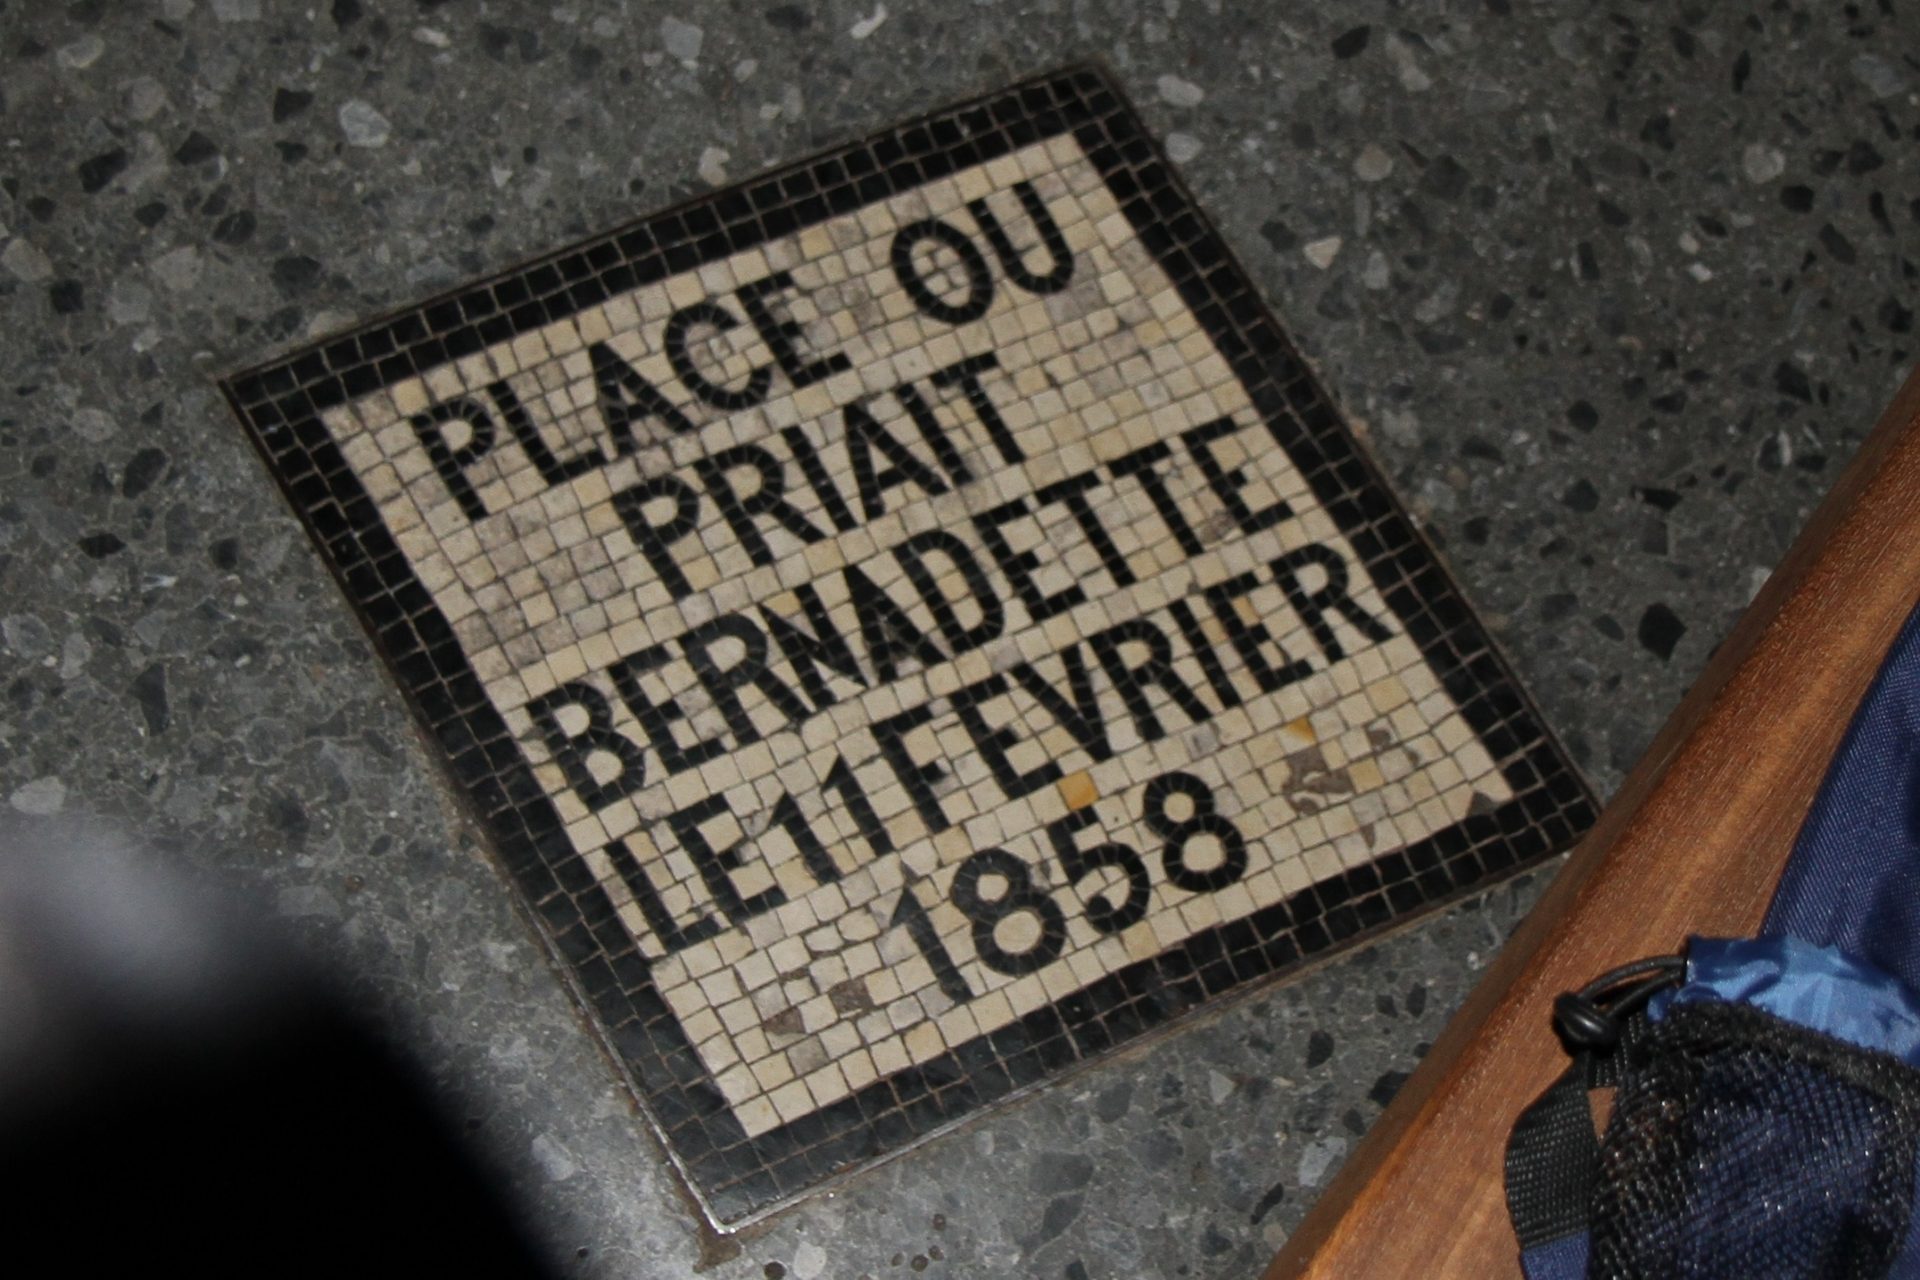 PLACE OU
PRIAIT
BERNADETTE
LE 11 FEVRIER
1858